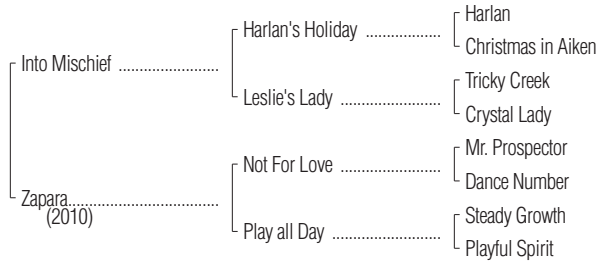 Harlan
Harlan's Holiday ..................
Christmas in Aiken
Into Mischief ........................
Tricky Creek
Leslie's Lady ........................
Crystal Lady
Mr. Prospector
Not For Love ........................
Dance Number
Zapara....................................
(2010)
Steady Growth
Play all Day ..........................
Playful Spirit